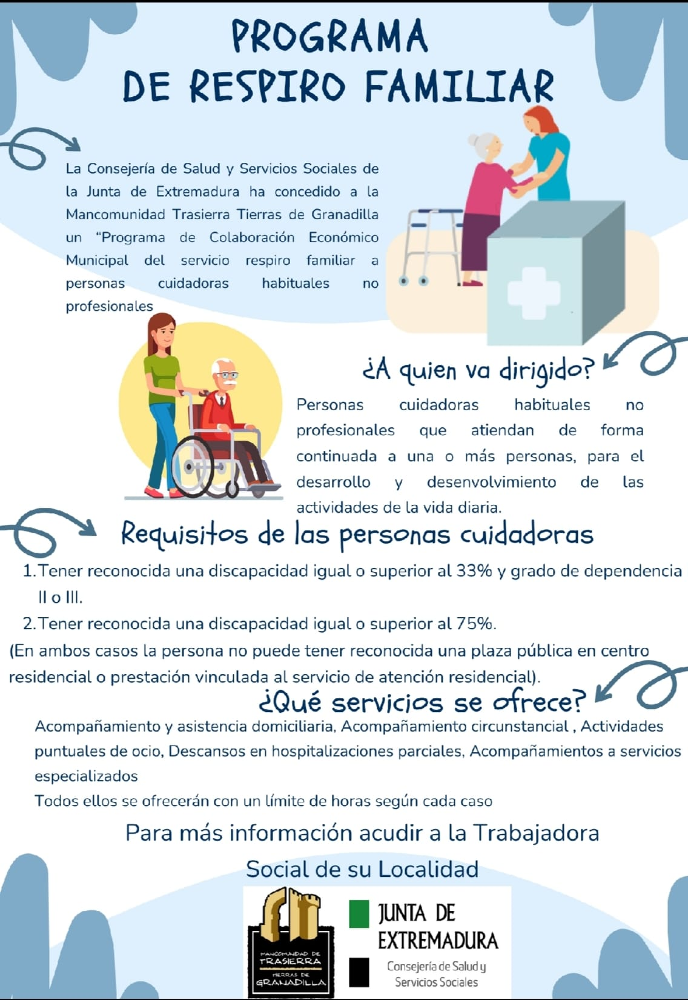 PROGRAMA
DE RESPIRO FAMILIAR
La Consejería de Salud y Servicios Sociales de
la Junta de Extremadura ha concedido a la
Mancomunidad Trasierra Tierras de Granadilla
un “Programa de Colaboración Económico
Municipal del servicio respiro familiar a
personas cuidadoras habituales no
profesionales
¿A quien va dirigido?
Personas cuidadoras habituales no
profesionales que atiendan de forma
continuada a una o más personas, para el
desarrollo y desenvolvimiento de las
actividades de la vida diaria.
Requisitos de las personas cuidadoras
1. Tener reconocida una discapacidad igual o superior al 33% y grado de dependencia
II o III.
2. Tener reconocida una discapacidad igual o superior al 75%.
(En ambos casos la persona no puede tener reconocida una plaza pública en centro
residencial o prestación vinculada al servicio de atención residencial).
¿Qué servicios se ofrece?
Acompañamiento y asistencia domiciliaria, Acompañamiento circunstancial , Actividades
puntuales de ocio, Descansos en hospitalizaciones parciales, Acompañamientos a servicios
especializados
Todos ellos se ofrecerán con un límite de horas según cada caso
Para más información acudir a la Trabajadora
Social de su Localidad
MANCOMUNIDAD DE
TRASIERRA
TIERRAS DE
GRANADILLA
JUNTA DE
EXTREMADURA
Consejería de Salud y
Servicios Sociales